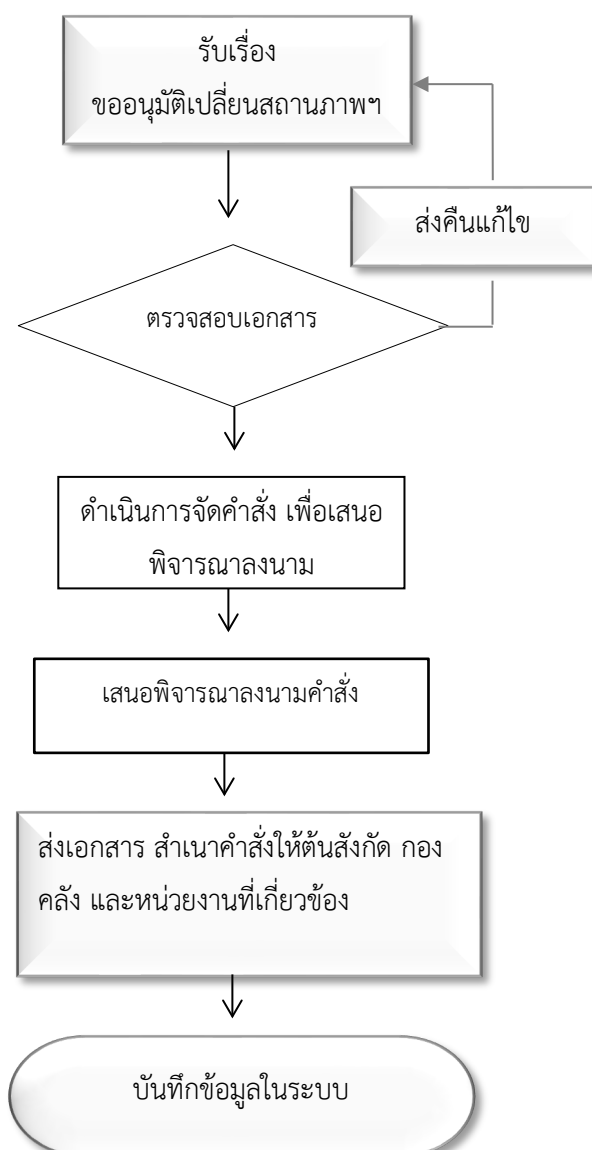 รับเรื่อง
ขออนุมัติเปลี่ยนสถานภาพฯ
ส่งคืนแก้ไข
ตรวจสอบเอกสาร
ดำเนินการจัดคำสั่ง เพื่อเสนอ
พิจารณาลงนาม
เสนอพิจารณาลงนามคำสั่ง
ส่งเอกสาร สำเนาคำสั่งให้ต้นสังกัด กอง
คลัง และหน่วยงานที่เกี่ยวข้อง
บันทึกข้อมูลในระบบ